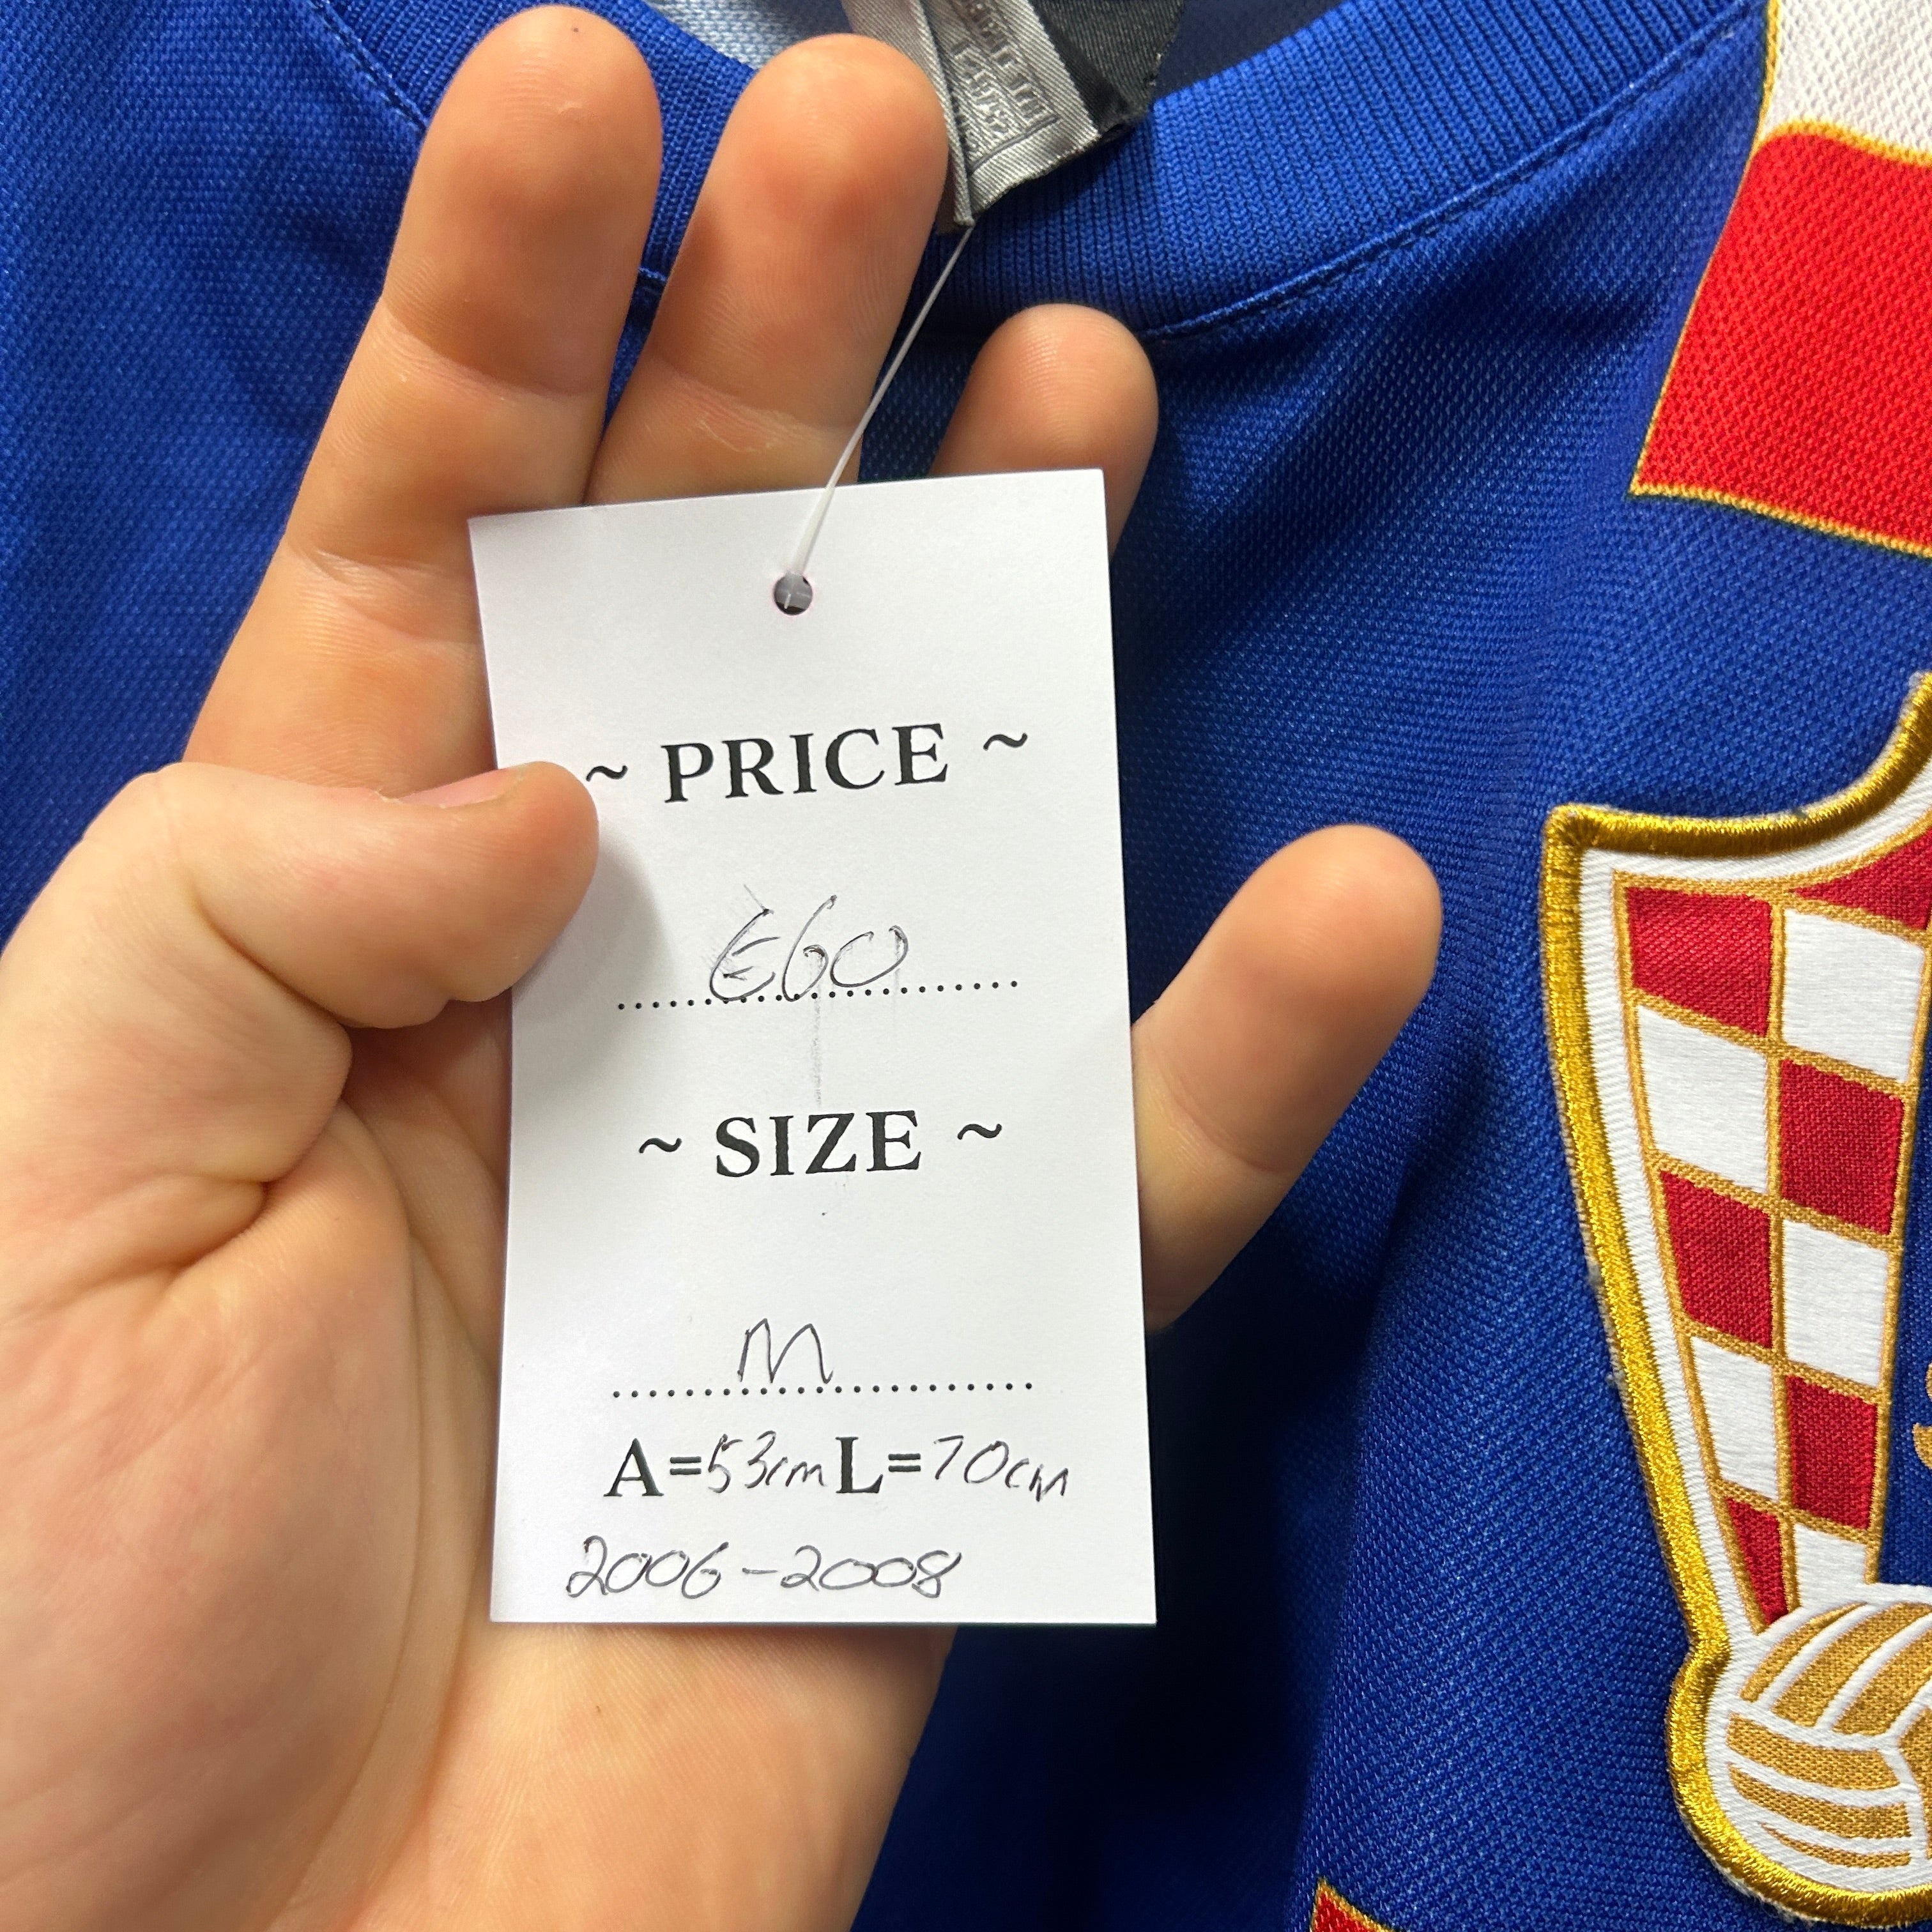 ~ PRICE ~
€60
~ SIZE ~
M
A=53cm L=70cm
2006-2008